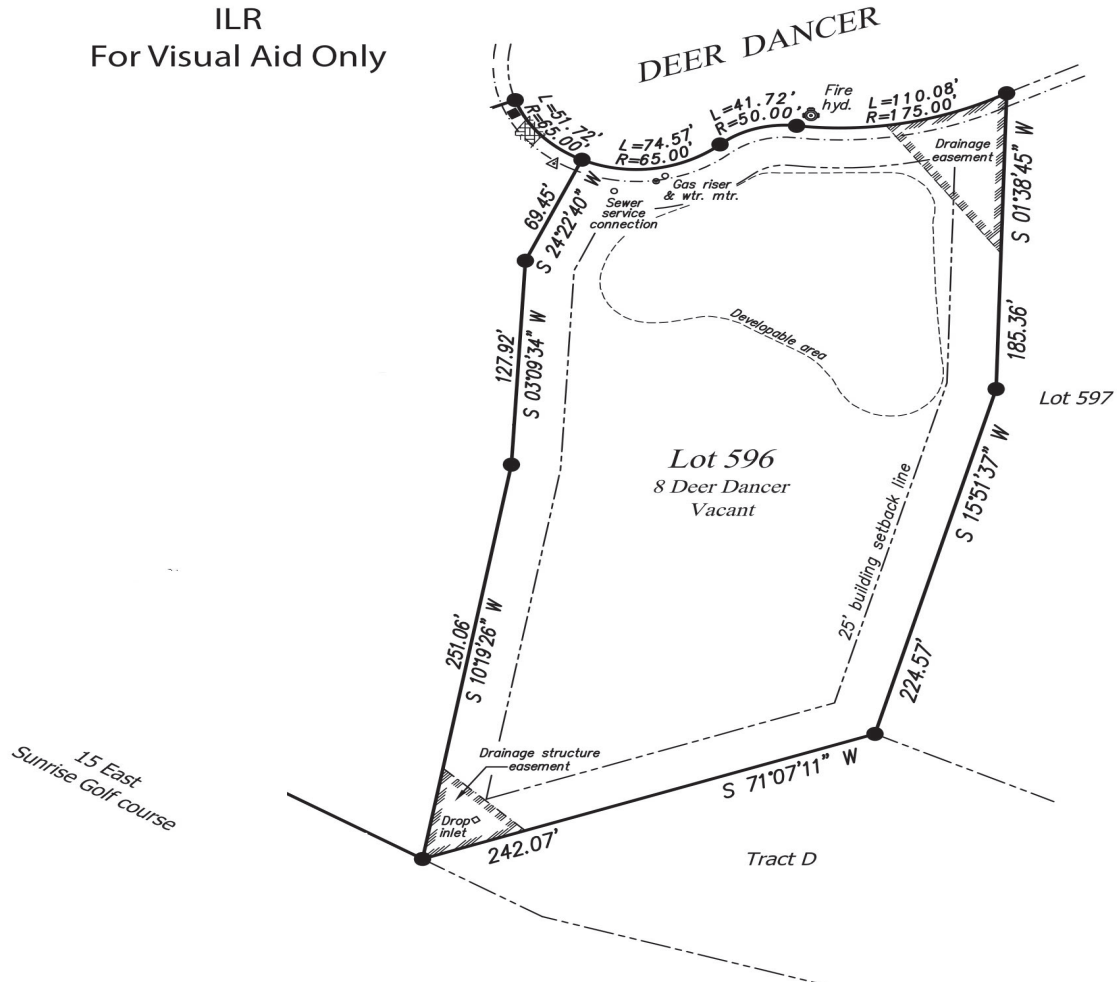 ILR
For Visual Aid Only
DEER DANCER
L=51.72'
R=65.00'
L=74.57'
R=65.00'
L=41.72'
R=50.00'
Fire
hyd.
L=110.08'
R=175.00'
Drainage
easement
S 01°38'45" W
185.36'
69.45'
S 24°22'40" W
Sewer
service
connection
Gas riser
& wtr. mtr.
127.92'
S 03°09'34" W
Developable area
Lot 597
Lot 596
8 Deer Dancer
Vacant
S 15°51'37" W
224.57'
25' building setback line
251.06'
S 10°19'26" W
15 East
Sunrise Golf course
Drainage structure
easement
Drop
inlet
242.07'
S 71°07'11" W
Tract D